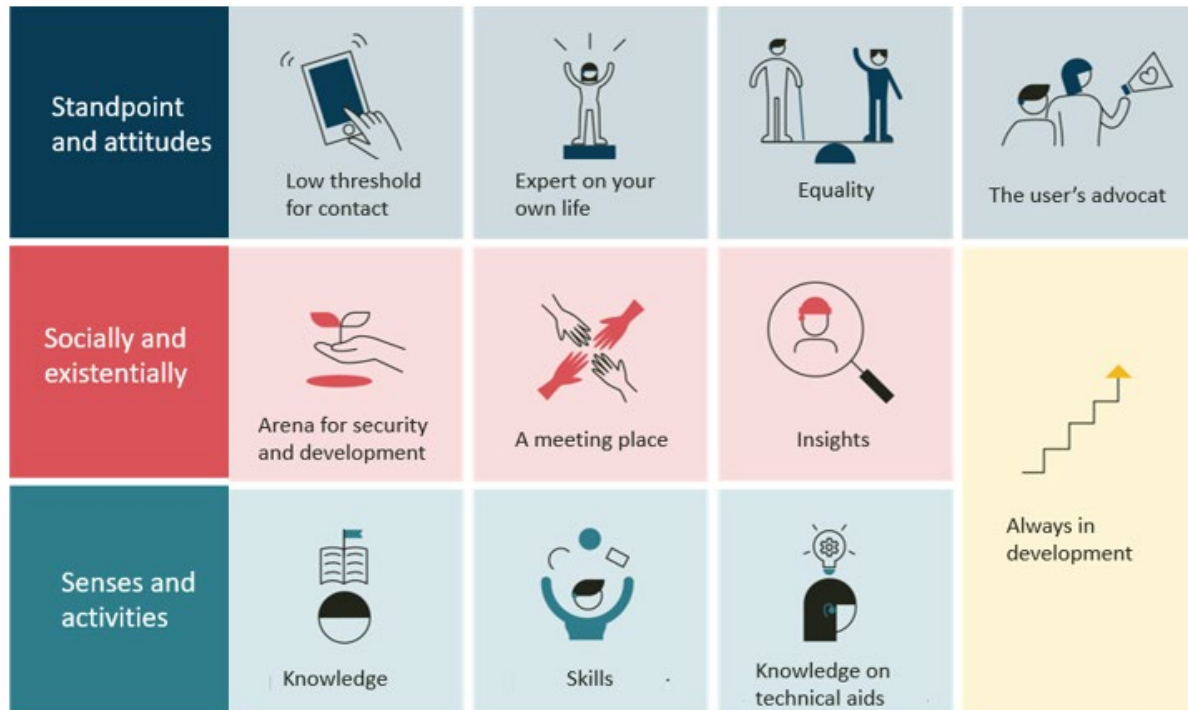 Standpoint
and attitudes
Low threshold
for contact
Expert on your
own life
Equality
The user's advocat
Socially and
existentially
Arena for security
and development
A meeting place
Insights
Always in
development
Senses and
activities
Knowledge
Skills
Knowledge on
technical aids